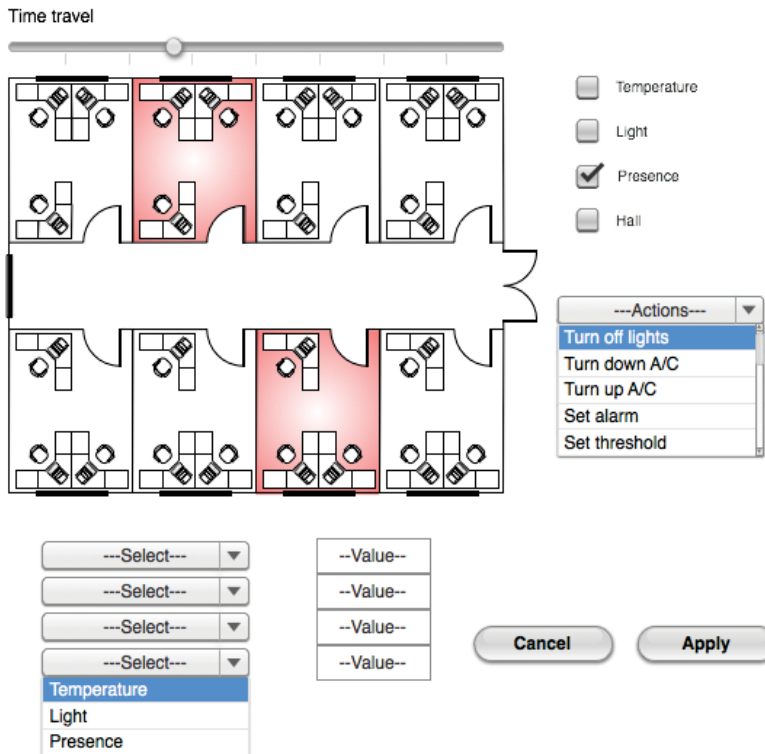 Time travel
Temperature
Light
Presence
Hall
---Actions---
Turn off lights
Turn down A/C
Turn up A/C
Set alarm
Set threshold
---Select---
--Value--
---Select---
--Value--
---Select---
--Value--
---Select---
--Value--
Cancel
Apply
Temperature
Light
Presence